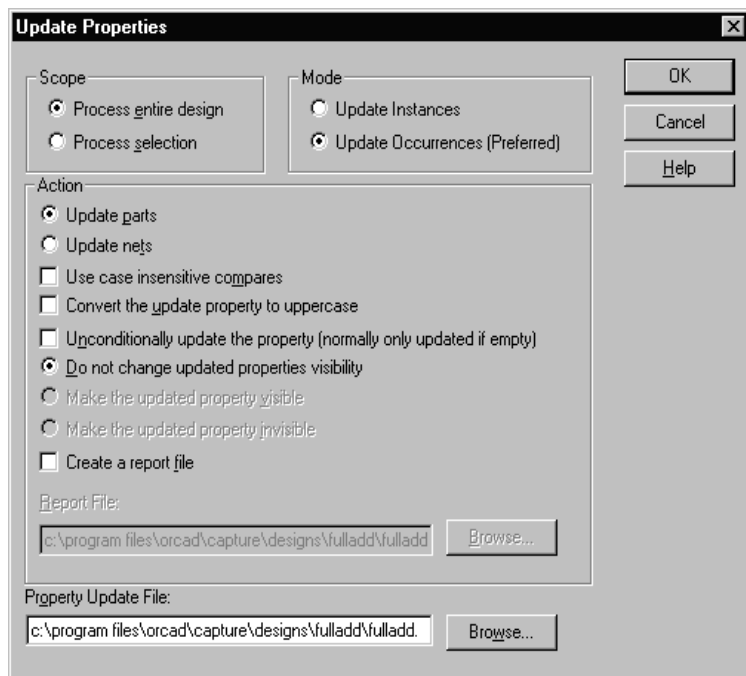 Update Properties
Scope
Process entire design
Process selection
Mode
Update Instances
Update Occurrences (Preferred)
OK
Cancel
Help
Action
Update parts
Update nets
Use case insensitive compares
Convert the update property to uppercase
Unconditionally update the property (normally only updated if empty)
Do not change updated properties visibility
Make the updated property visible
Make the updated property invisible
Create a report file
Report File:
c:\program files\orcad\capture\designs\fulladd\fulladd
Browse...
Property Update File:
c:\program files\orcad\capture\designs\fulladd\fulladd.
Browse...